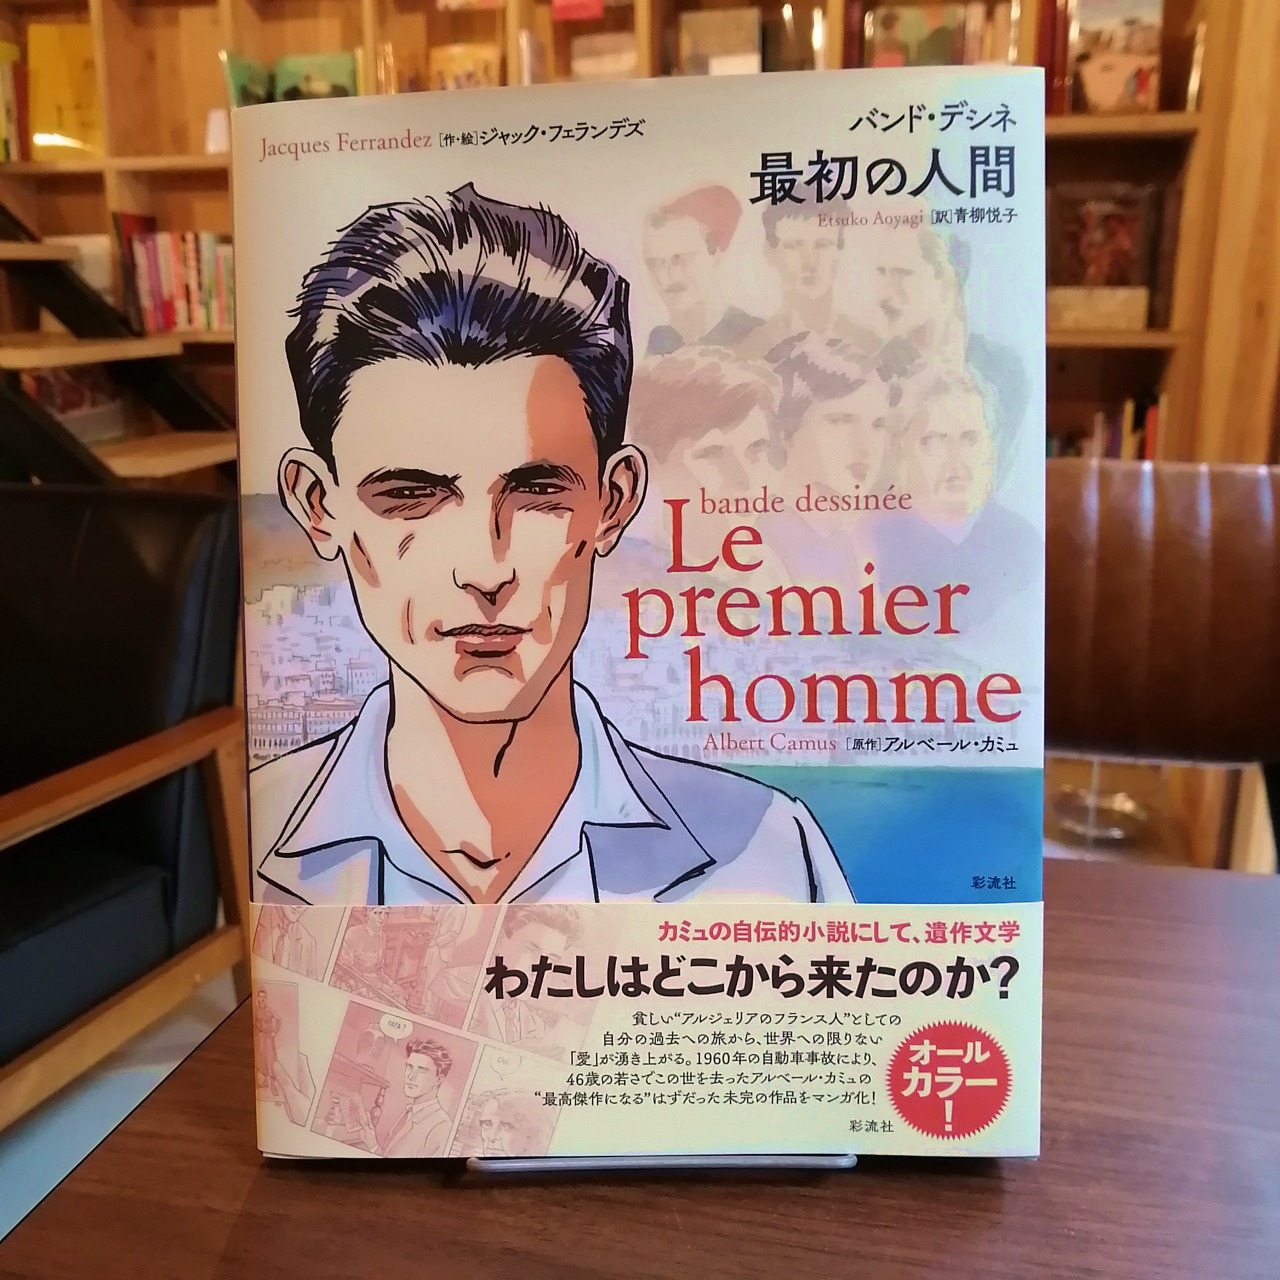 Jacques Ferrandez [作・絵]ジャック・フェランデズ
バンド・デシネ
最初の人間
Etsuko Aoyagi [訳]青柳悦子
bande dessinée
Le
premier
homme
Albert Camus [原作]アルベール・カミュ
彩流社
カミュの自伝的小説にして、遺作文学
わたしはどこから来たのか?
貧しい“アルジェリアのフランス人”としての
自分の過去への旅から、世界への限りない
「愛」が湧き上がる。1960年の自動車事故により、
46歳の若さでこの世を去ったアルベール・カミュの
“最高傑作になる”はずだった未完の作品をマンガ化!
オール
カラー
!
彩流社
PAPA?